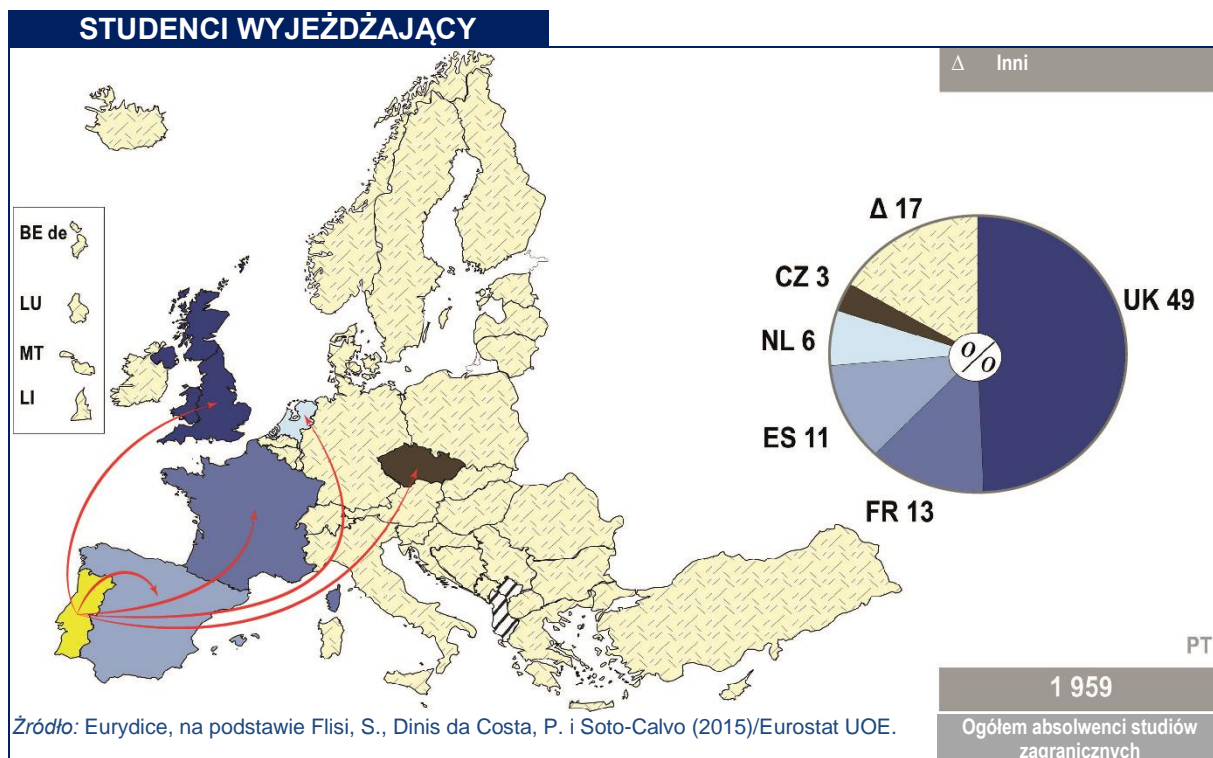 STUDENCI WYJEŻDŻAJĄCY
Δ Inni
BE de
LU
MT
LI
Δ 17
CZ 3
UK 49
NL 6
%
ES 11
FR 13
PT
1 959
Źródło: Eurydice, na podstawie Flisi, S., Dinis da Costa, P. i Soto-Calvo (2015)/Eurostat UOE.
Ogółem absolwenci studiów
zagranicznych